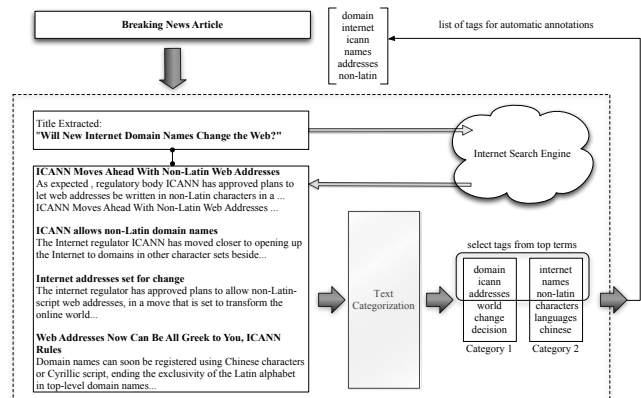 Breaking News Article
domain
internet
icann
names
addresses
non-latin
list of tags for automatic annotations
Title Extracted:
"Will New Internet Domain Names Change the Web?"
Internet Search Engine
ICANN Moves Ahead With Non-Latin Web Addresses
As expected , regulatory body ICANN has approved plans to
let web addresses be written in non-Latin characters in a ...
ICANN Moves Ahead With Non-Latin Web Addresses ...
ICANN allows non-Latin domain names
The Internet regulator ICANN has moved closer to opening up
the Internet to domains in other character sets beside...
Internet addresses set for change
The internet regulator has approved plans to allow non-Latin-
script web addresses, in a move that is set to transform the
online world...
Web Addresses Now Can Be All Greek to You, ICANN
Rules
Domain names can soon be registered using Chinese characters
or Cyrillic script, ending the exclusivity of the Latin alphabet
in top-level domain names...
Text
Categorization
select tags from top terms
domain
icann
addresses
world
change
decision
Category 1
internet
names
non-latin
characters
languages
chinese
Category 2